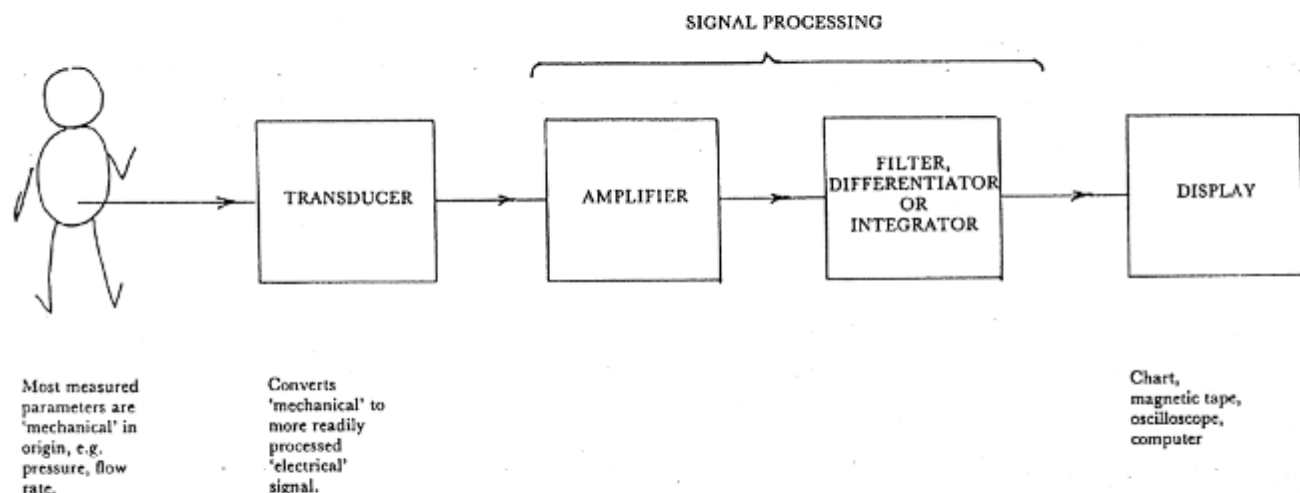 SIGNAL PROCESSING
TRANSDUCER
AMPLIFIER
FILTER,
DIFFERENTIATOR
OR
INTEGRATOR
DISPLAY
Most measured
parameters are
'mechanical' in
origin, e.g.
pressure, flow
rate.
Converts
'mechanical' to
more readily
processed
'electrical'
signal.
Chart,
magnetic tape,
oscilloscope,
computer